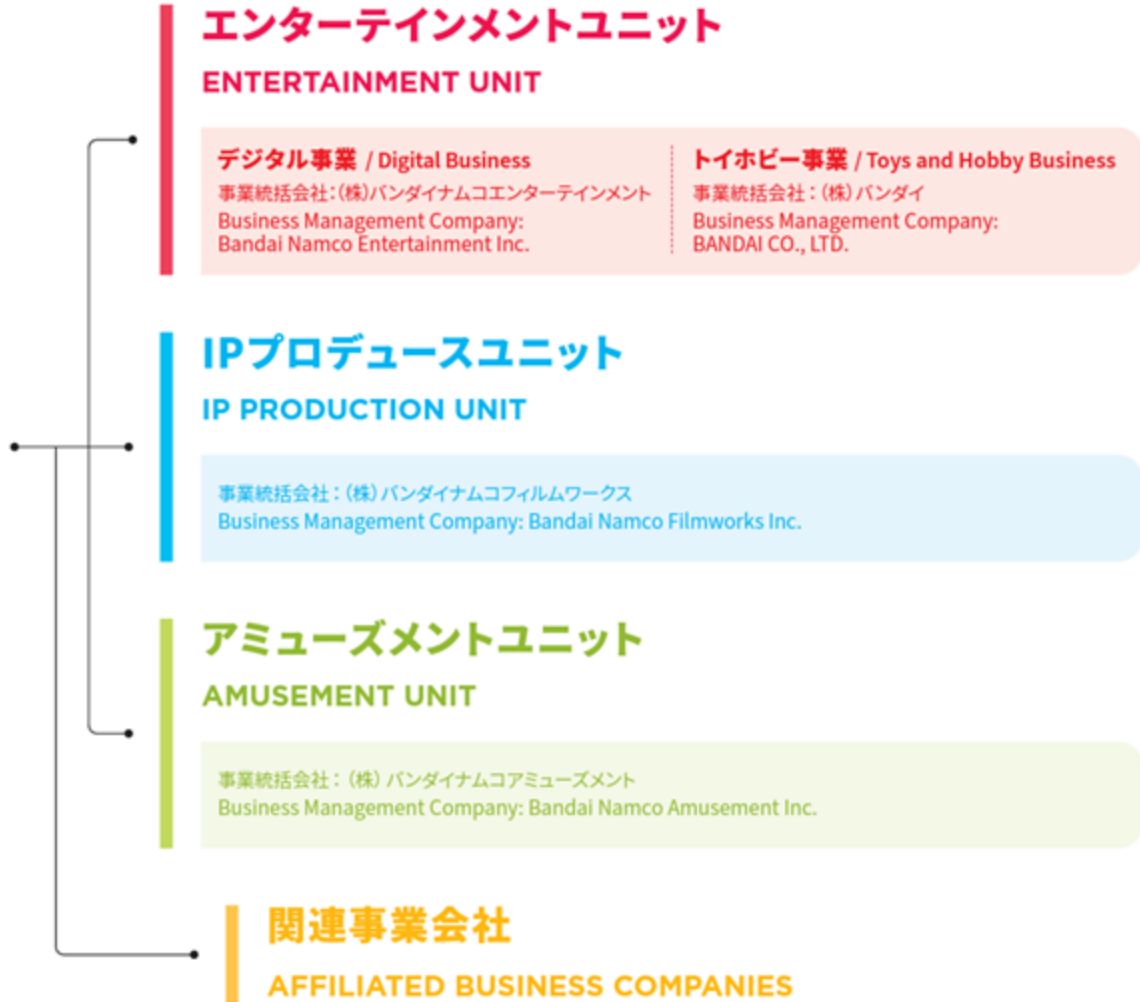 エンターテインメントユニット
ENTERTAINMENT UNIT
デジタル事業 / Digital Business
事業統括会社：（株）バンダイナムコエンターテインメント
Business Management Company:
Bandai Namco Entertainment Inc.
トイホビー事業 / Toys and Hobby Business
事業統括会社：（株）バンダイ
Business Management Company:
BANDAI CO., LTD.
IPプロデュースユニット
IP PRODUCTION UNIT
事業統括会社：（株）バンダイナムコフィルムワークス
Business Management Company: Bandai Namco Filmworks Inc.
アミューズメントユニット
AMUSEMENT UNIT
事業統括会社：（株）バンダイナムコアミューズメント
Business Management Company: Bandai Namco Amusement Inc.
関連事業会社
AFFILIATED BUSINESS COMPANIES